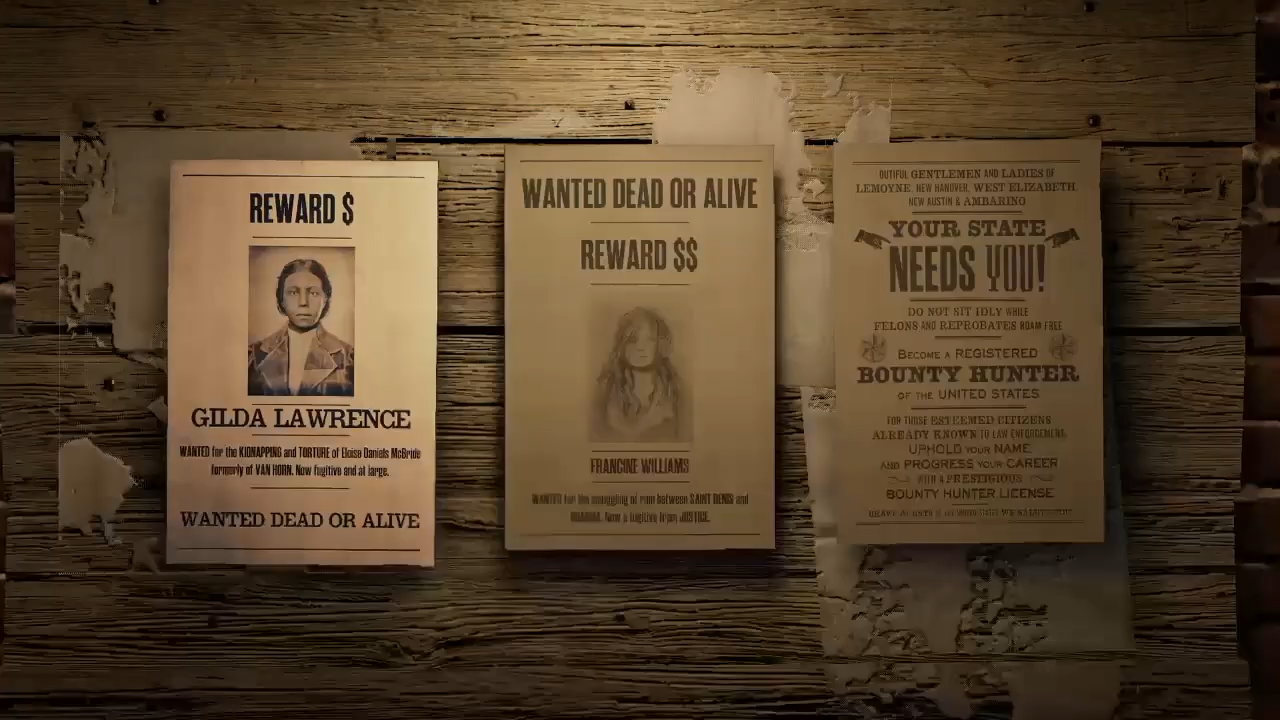 REWARD $
GILDA LAWRENCE
WANTED for the KIDNAPPING and TORTURE of Eloise Daniels McBride
formerly of VAN HORN. Now fugitive and at large.
WANTED DEAD OR ALIVE
WANTED DEAD OR ALIVE
REWARD $$
FRANCINE WILLIAMS
WANTED for the smuggling of rum between SAINT DENIS and
Now a fugitive from JUSTICE.
DUTIFUL GENTLEMEN AND LADIES OF
LEMOYNE, NEW HANOVER, WEST ELIZABETH,
NEW AUSTIN & AMBARINO
YOUR STATE
NEEDS YOU!
DO NOT SIT IDLY WHILE
FELONS AND REPROBATES ROAM FREE
BECOME A REGISTERED
BOUNTY HUNTER
OF THE UNITED STATES
FOR THOSE ESTEEMED CITIZENS
ALREADY KNOWN TO LAW ENFORCEMENT,
UPHOLD YOUR NAME
AND PROGRESS YOUR CAREER
WITH A PRESTIGIOUS
BOUNTY HUNTER LICENSE
WE SALUTE YOU!